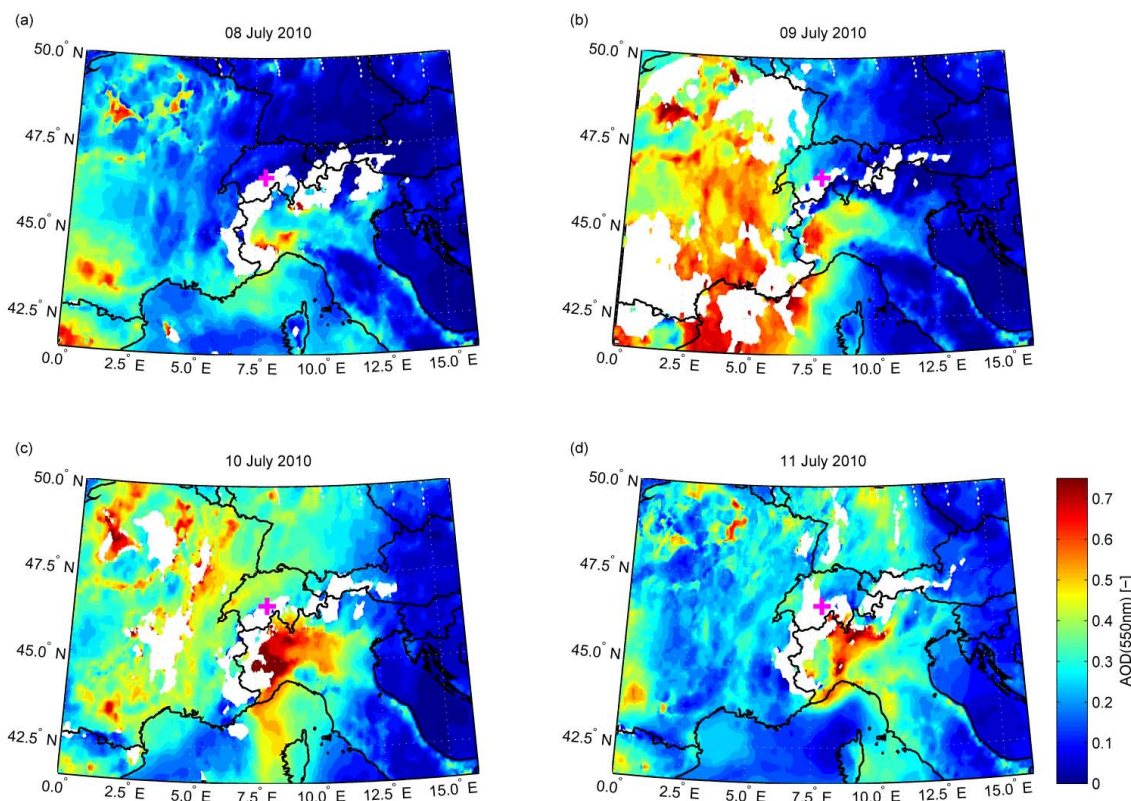 (a)
08 July 2010
50.0° N
47.5° N
45.0° N
42.5° N
0.0° E
2.5° E
5.0° E
7.5° E
10.0° E
12.5° E
15.0° E
(b)
09 July 2010
50.0° N
47.5° N
45.0° N
42.5° N
0.0° E
2.5° E
5.0° E
7.5° E
10.0° E
12.5° E
15.0° E
(c)
10 July 2010
50.0° N
47.5° N
45.0° N
42.5° N
0.0° E
2.5° E
5.0° E
7.5° E
10.0° E
12.5° E
15.0° E
(d)
11 July 2010
50.0° N
47.5° N
45.0° N
42.5° N
0.0° E
2.5° E
5.0° E
7.5° E
10.0° E
12.5° E
15.0° E
0.7
0.6
0.5
0.4
0.3
0.2
0.1
0
AOD(550nm) [−]